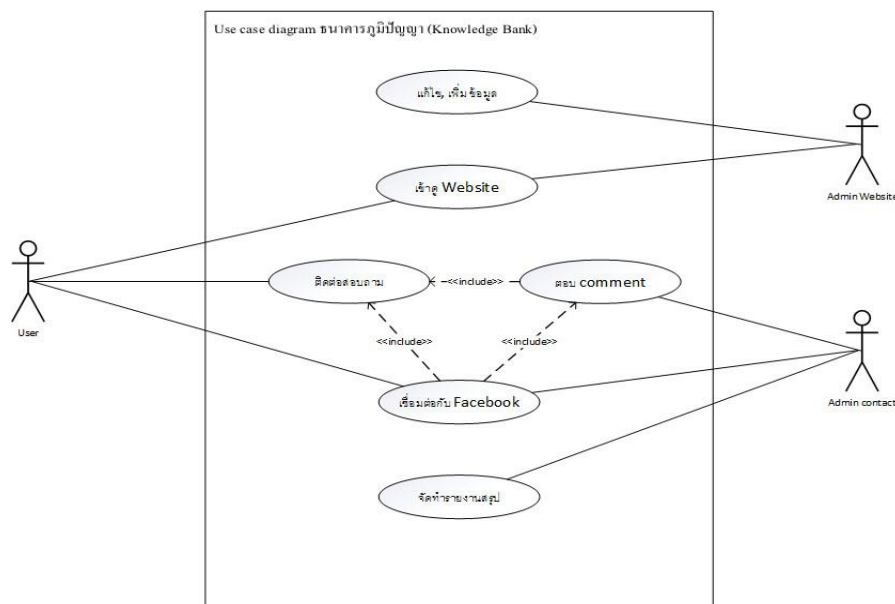 Use case diagram ธนาคารภูมิปัญญา (Knowledge Bank)
แก้ไข, เพิ่มข้อมูล
Admin Website
เข้าดู Website
User
ติดต่อสอบถาม
<<include>>
ตอบ comment
<<include>>
<<include>>
Admin contact
เชื่อมต่อกับ Facebook
จัดทำรายงานสรุป